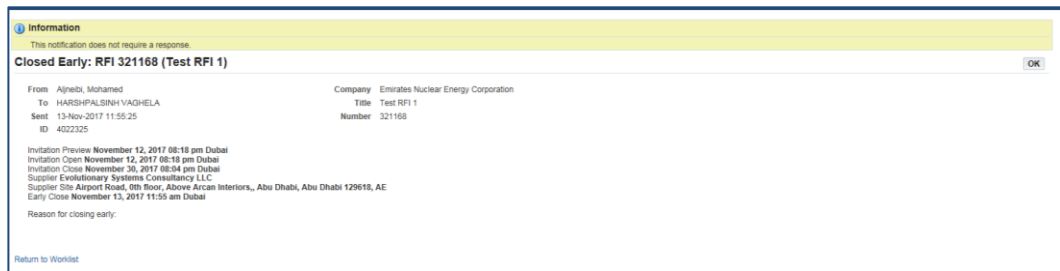 Information
This notification does not require a response.
Closed Early: RFI 321168 (Test RFI 1)
OK
From Aljneibi, Mohamed
Company Emirates Nuclear Energy Corporation
To HARSHPALSINH VAGHELA
Title Test RFI 1
Sent 13-Nov-2017 11:55:25
Number 321168
ID 4022325
Invitation Preview November 12, 2017 08:18 pm Dubai
Invitation Open November 12, 2017 08:18 pm Dubai
Invitation Close November 30, 2017 08:04 pm Dubai
Supplier Evolutionary Systems Consultancy LLC
Supplier Site Airport Road, 0th floor, Above Arcan Interiors,, Abu Dhabi, Abu Dhabi 129618, AE
Early Close November 13, 2017 11:55 am Dubai
Reason for closing early:
Return to Worklist